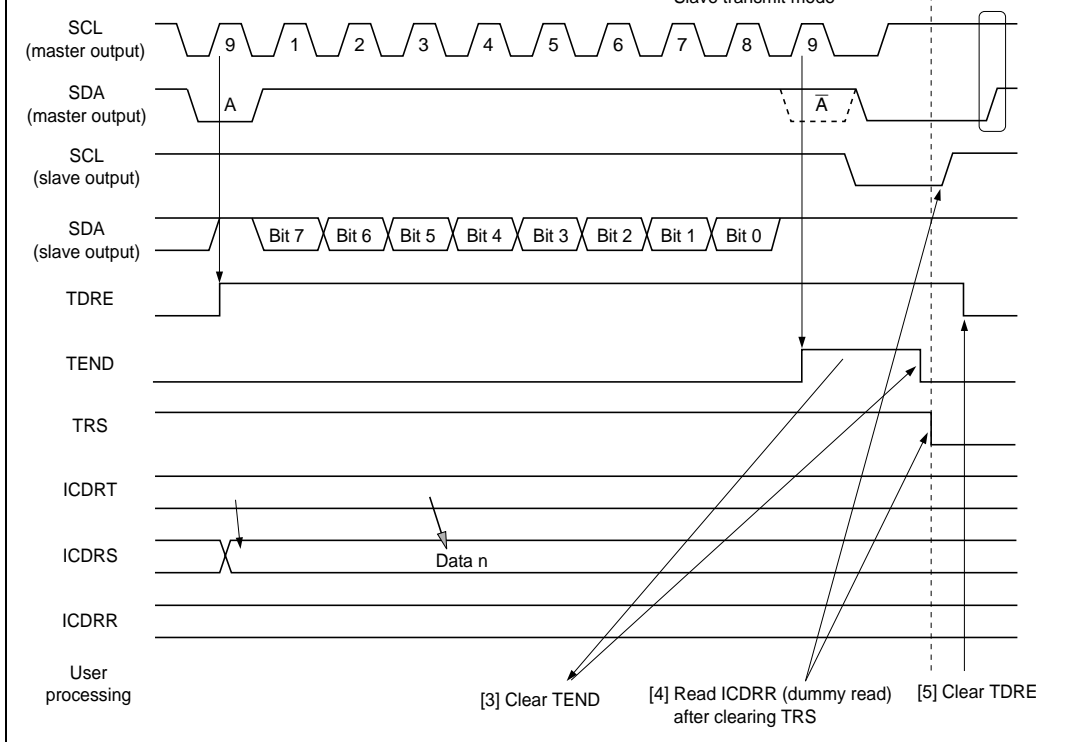 Slave transmit mode
SCL
(master output)
9 1 2 3 4 5 6 7 8 9
SDA
(master output)
A A̅
SCL
(slave output)
SDA
(slave output)
Bit 7 Bit 6 Bit 5 Bit 4 Bit 3 Bit 2 Bit 1 Bit 0
TDRE
TEND
TRS
ICDRT
ICDRS
Data n
ICDRR
User
processing
[3] Clear TEND
[4] Read ICDRR (dummy read)
after clearing TRS
[5] Clear TDRE